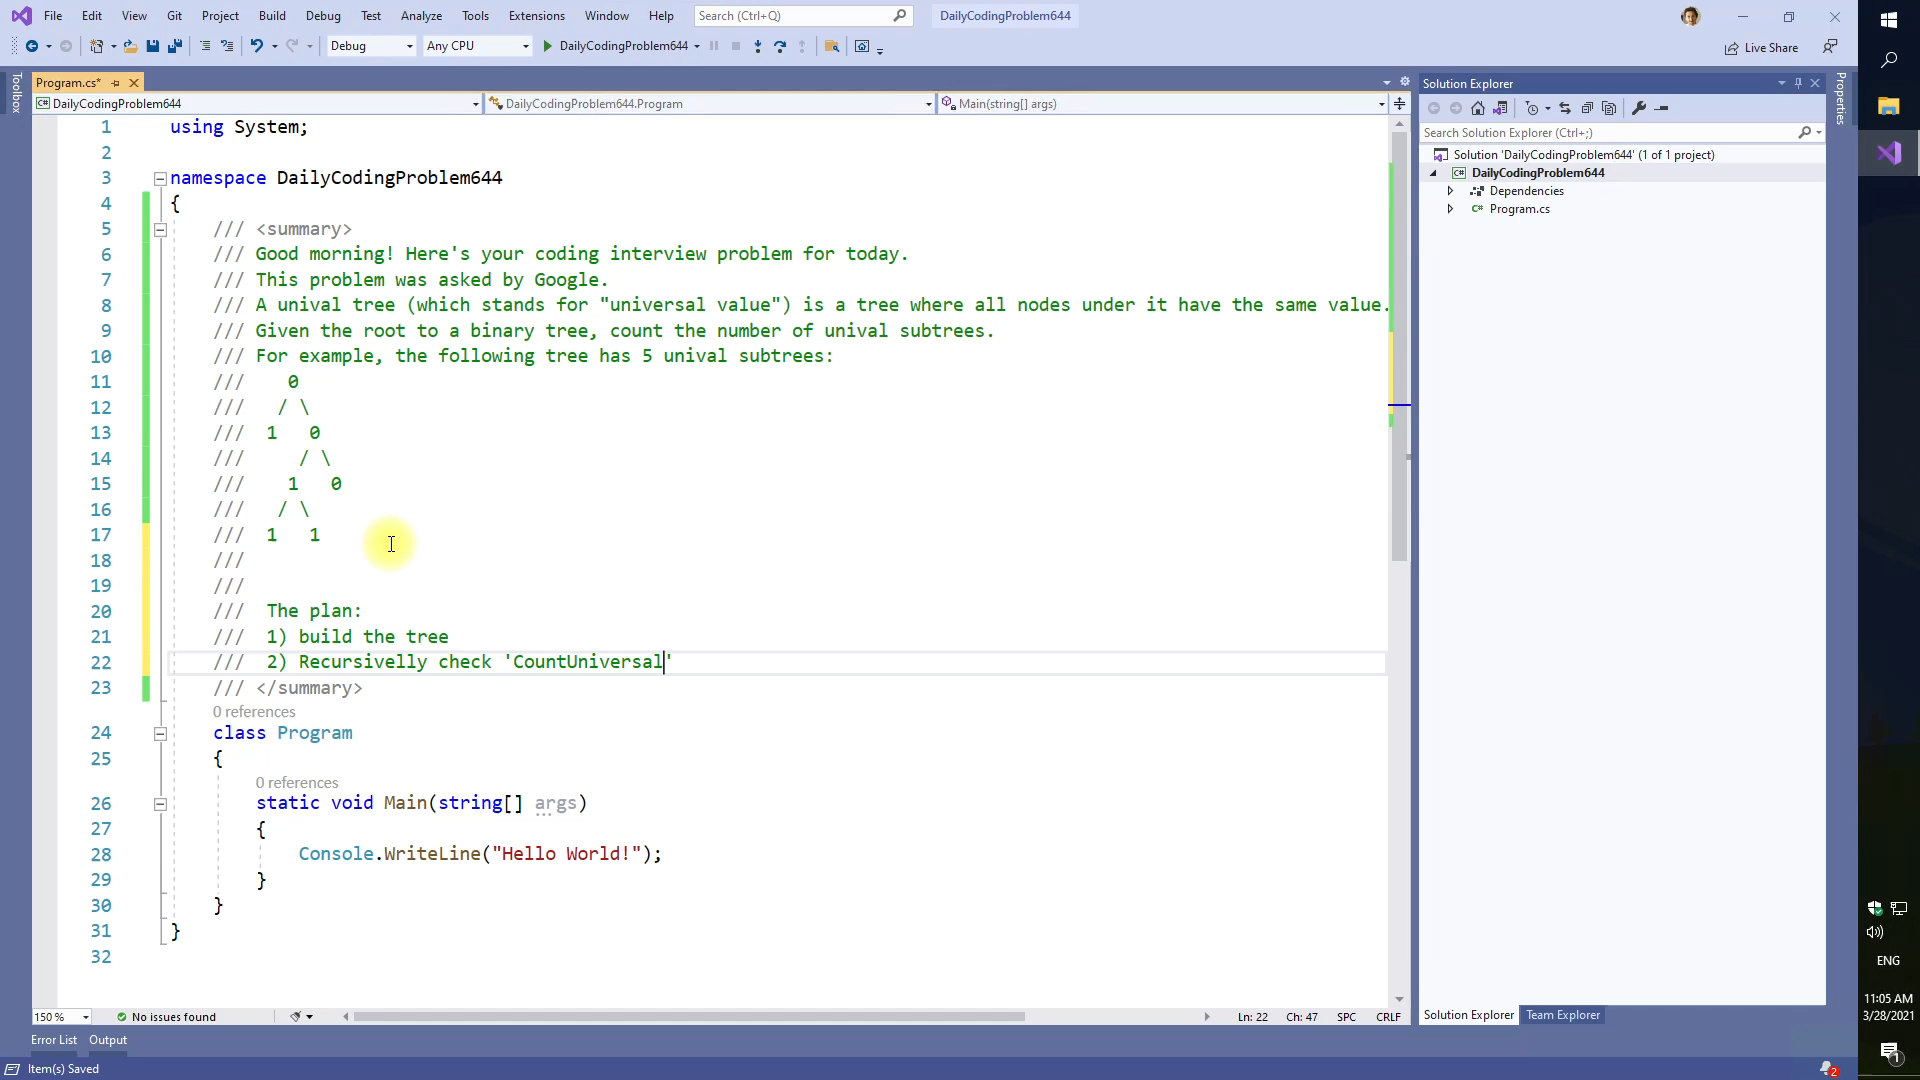 File Edit View Git Project Build Debug Test Analyze Tools Extensions Window Help Search (Ctrl+Q) DailyCodingProblem644
Debug Any CPU DailyCodingProblem644 Live Share
Toolbox
Program.cs*
DailyCodingProblem644 DailyCodingProblem644.Program Main(string[] args)
1 using System;
2
3 namespace DailyCodingProblem644
4 {
5 /// <summary>
6 /// Good morning! Here's your coding interview problem for today.
7 /// This problem was asked by Google.
8 /// A unival tree (which stands for "universal value") is a tree where all nodes under it have the same value.
9 /// Given the root to a binary tree, count the number of unival subtrees.
10 /// For example, the following tree has 5 unival subtrees:
11 /// 0
12 /// / \
13 /// 1 0
14 /// / \
15 /// 1 0
16 /// / \
17 /// 1 1
18 ///
19 ///
20 /// The plan:
21 /// 1) build the tree
22 /// 2) Recursivelly check 'CountUniversal'
23 /// </summary>
0 references
24 class Program
25 {
0 references
26 static void Main(string[] args)
27 {
28 Console.WriteLine("Hello World!");
29 }
30 }
31 }
32
150 % No issues found Ln: 22 Ch: 47 SPC CRLF
Error List Output
Item(s) Saved
2
Solution Explorer
Search Solution Explorer (Ctrl+;)
Solution 'DailyCodingProblem644' (1 of 1 project)
C# DailyCodingProblem644
Dependencies
C# Program.cs
Solution Explorer Team Explorer
Properties
ENG
11:05 AM
3/28/2021
1